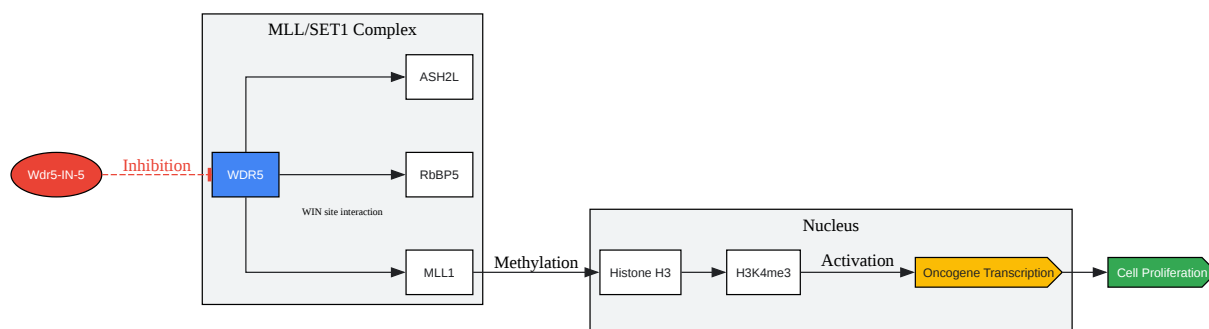 MLL/SET1 Complex
ASH2L
Wdr5-IN-5
Inhibition
WDR5
RbBP5
WIN site interaction
MLL1
Methylation
Nucleus
Histone H3
H3K4me3
Activation
Oncogene Transcription
Cell Proliferation